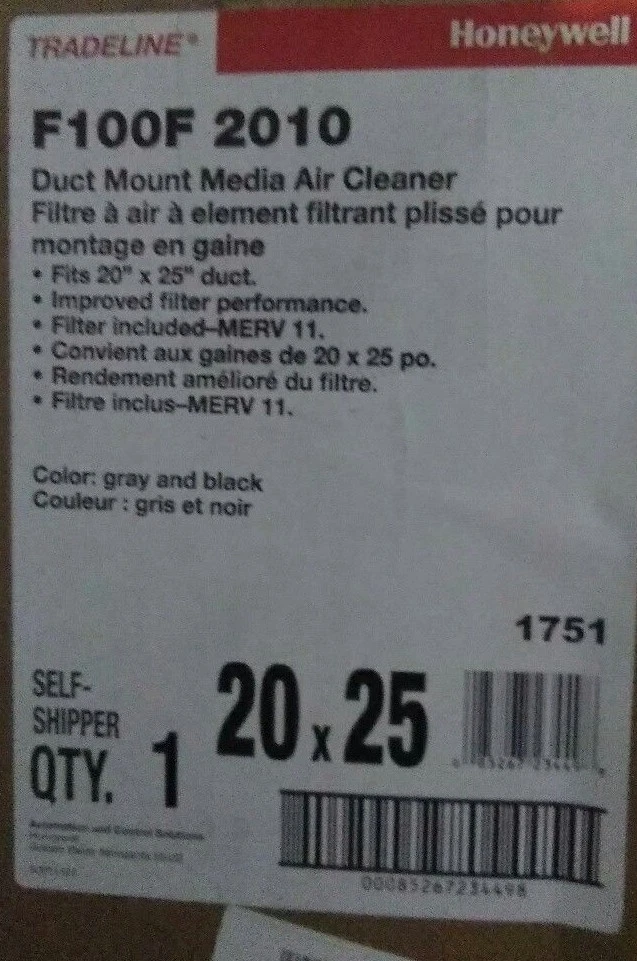 TRADELINE®
Honeywell
F100F 2010
Duct Mount Media Air Cleaner
Filtre à air à element filtrant plissé pour
montage en gaine
• Fits 20" x 25" duct.
• Improved filter performance.
• Filter included–MERV 11.
• Convient aux gaines de 20 x 25 po.
• Rendement amélioré du filtre.
• Filtre inclus–MERV 11.
Color: gray and black
Couleur : gris et noir
1751
SELF-
SHIPPER
QTY. 1
20 x 25
Automation and Control Solutions
Honeywell
00085267234498